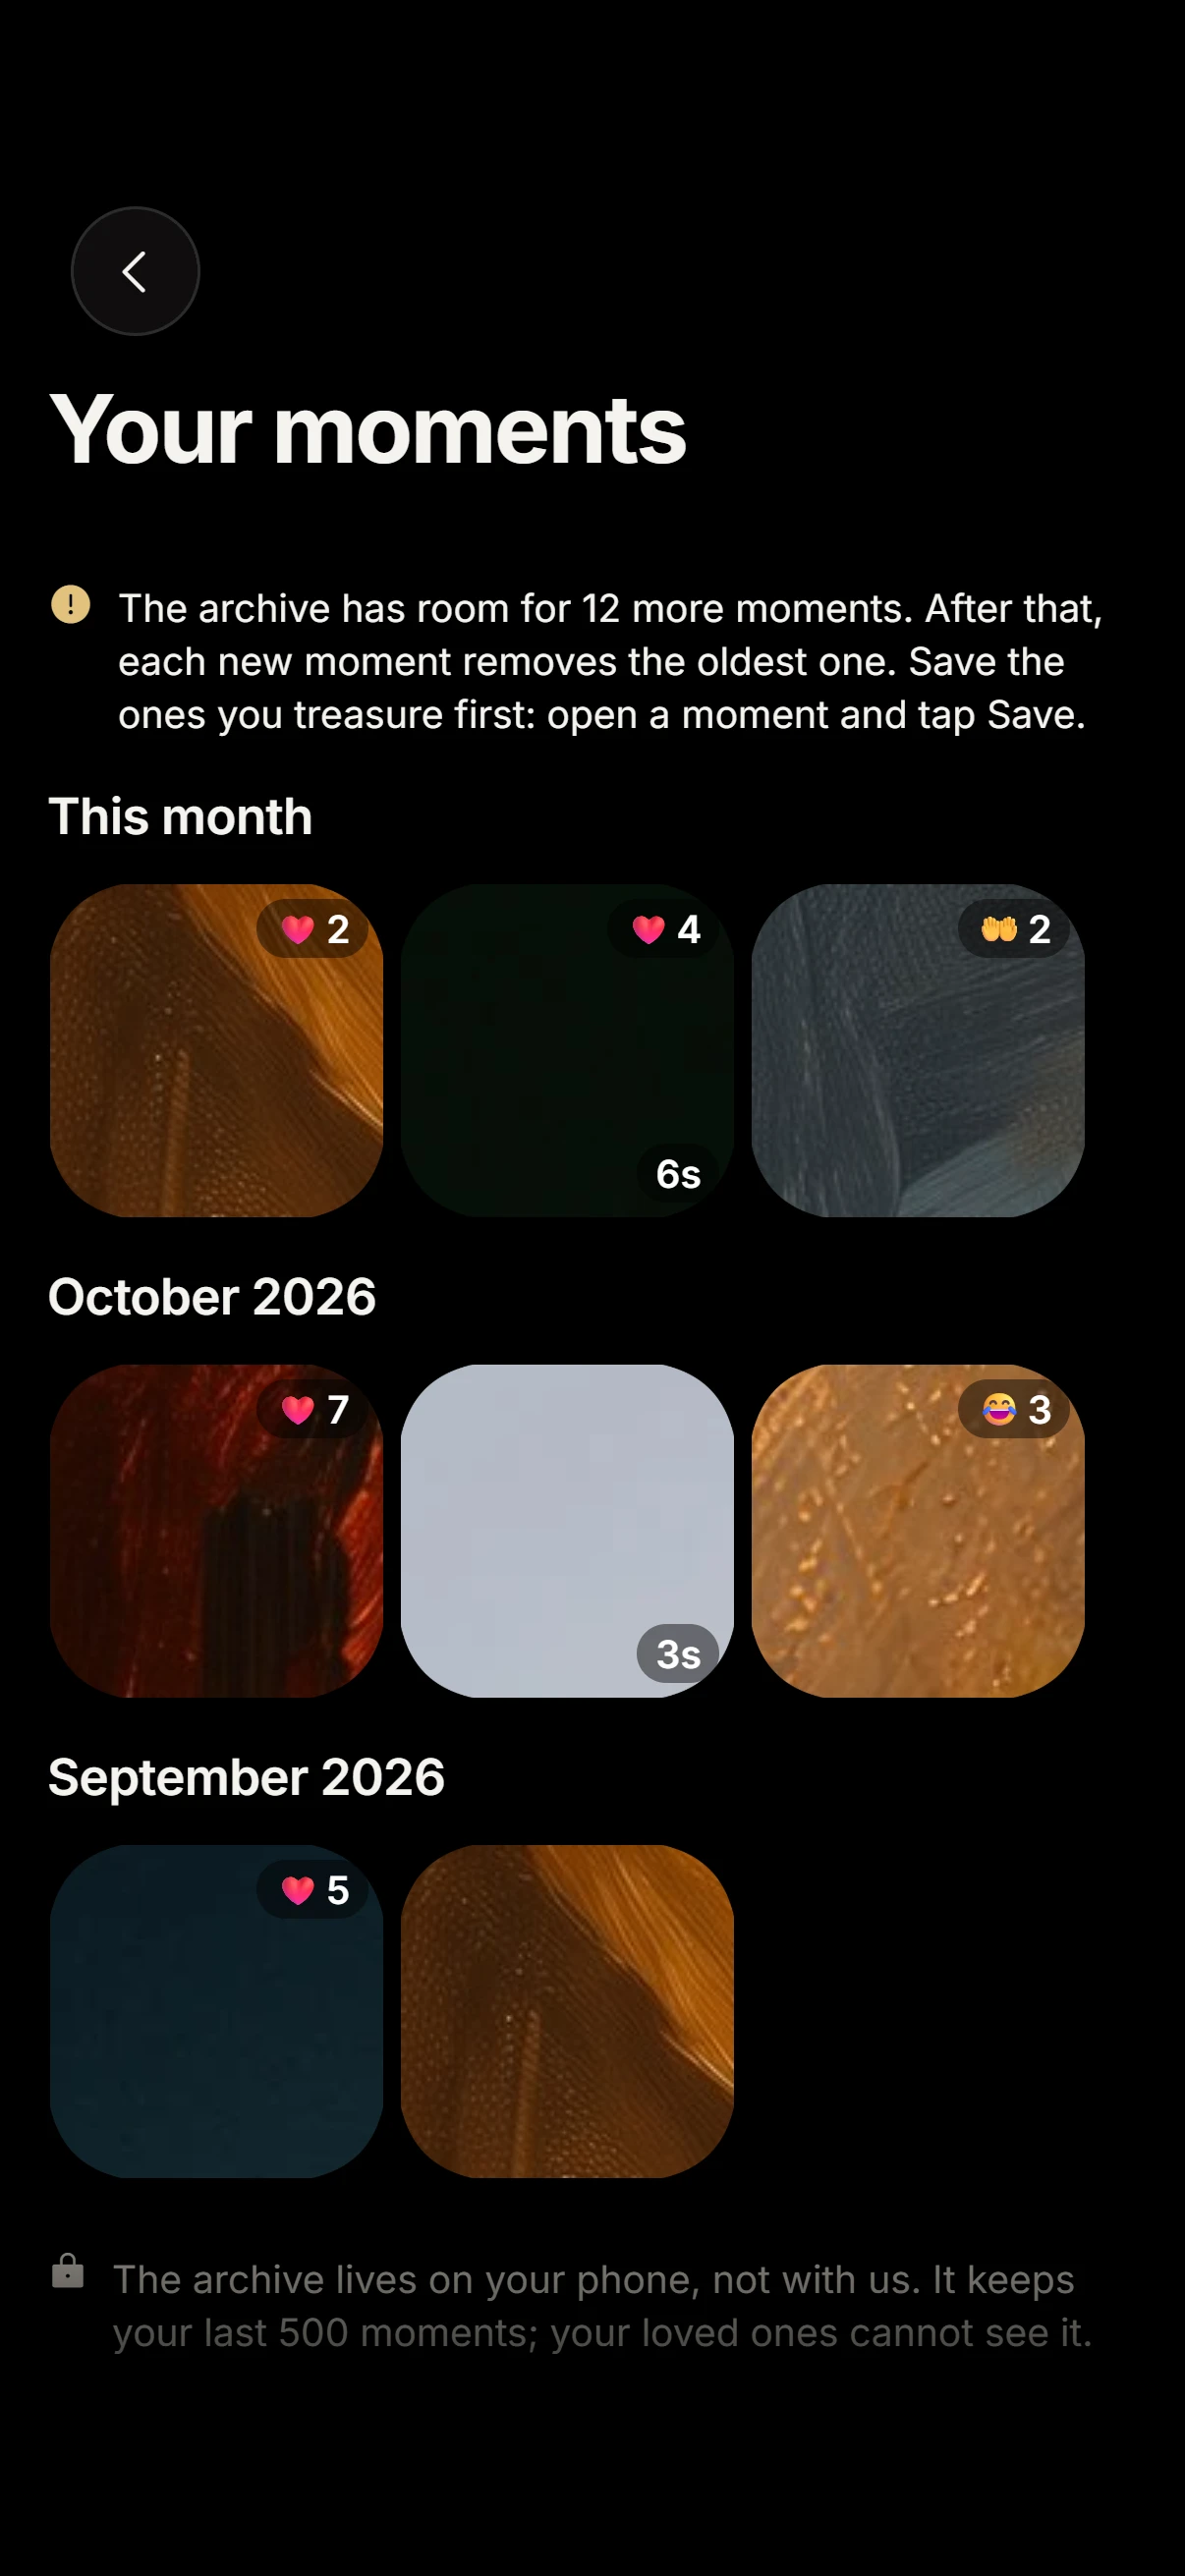 Your moments
The archive has room for 12 more moments. After that,
each new moment removes the oldest one. Save the
ones you treasure first: open a moment and tap Save.
This month
❤️ 2
❤️ 4
🤲 2
6s
October 2026
❤️ 7
😂 3
3s
September 2026
❤️ 5
The archive lives on your phone, not with us. It keeps
your last 500 moments; your loved ones cannot see it.